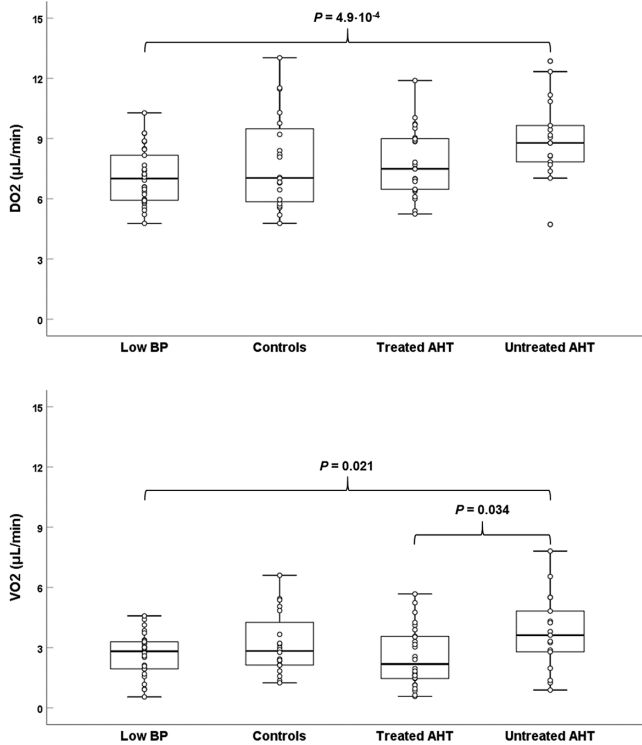 P = 4.9·10-4
15
12
9
6
3
0
DO2 (µL/min)
Low BP Controls Treated AHT Untreated AHT
15
12
9
6
3
0
VO2 (µL/min)
P = 0.021
P = 0.034
Low BP Controls Treated AHT Untreated AHT